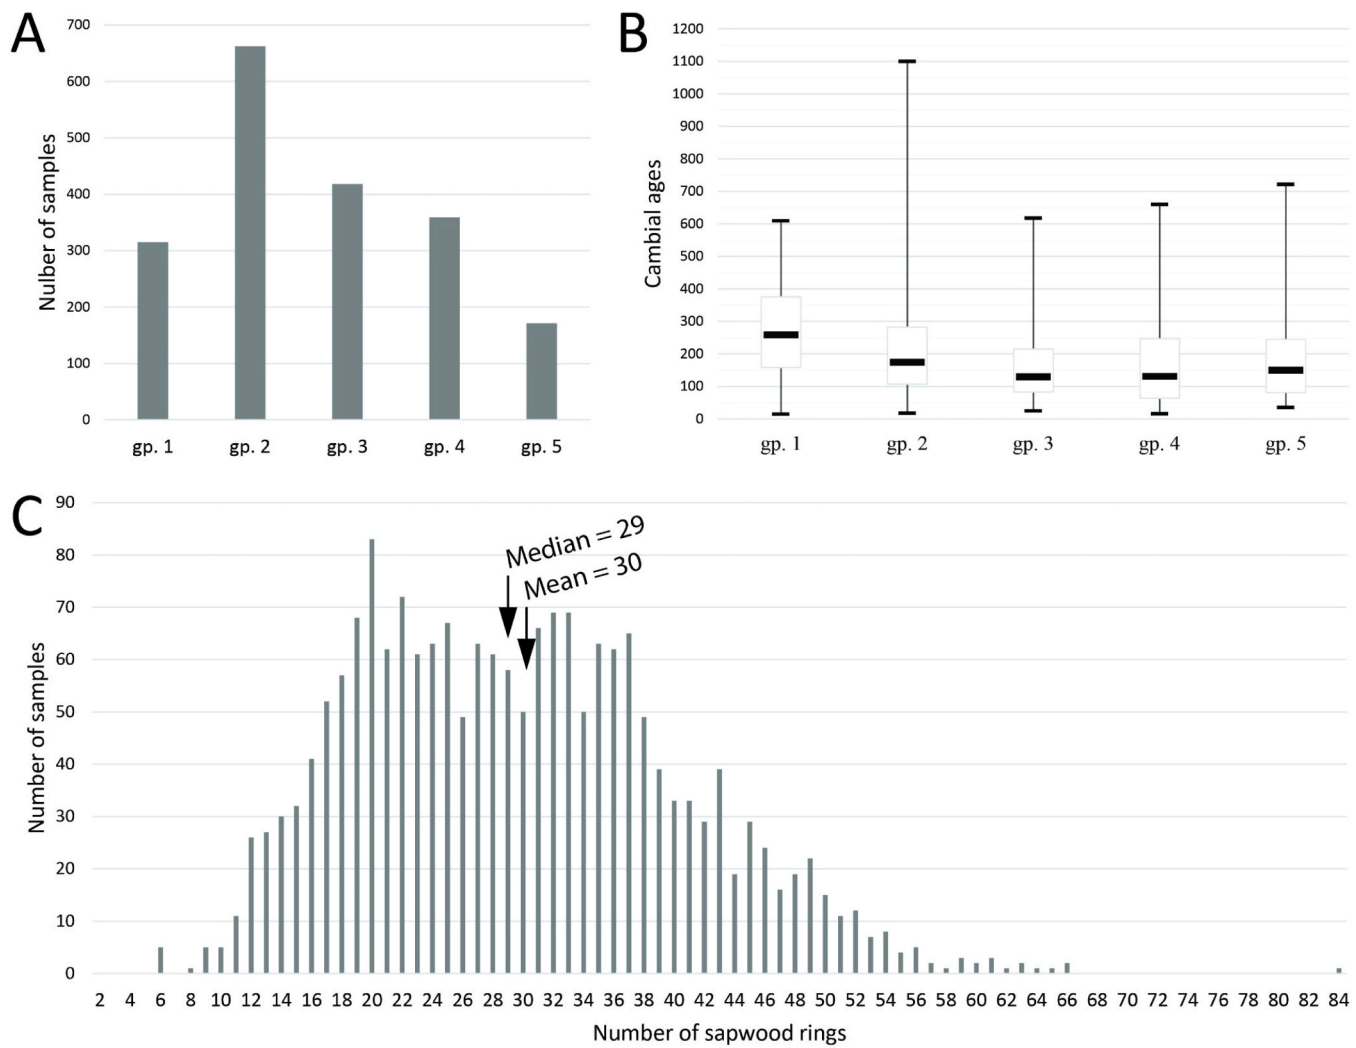 A
Nulber of samples
700
600
500
400
300
200
100
0
gp. 1 gp. 2 gp. 3 gp. 4 gp. 5
B
Cambial ages
1200
1100
1000
900
800
700
600
500
400
300
200
100
0
gp. 1 gp. 2 gp. 3 gp. 4 gp. 5
C
Number of samples
90
80
70
60
50
40
30
20
10
0
Median = 29
Mean = 30
2 4 6 8 10 12 14 16 18 20 22 24 26 28 30 32 34 36 38 40 42 44 46 48 50 52 54 56 58 60 62 64 66 68 70 72 74 76 78 80 82 84
Number of sapwood rings